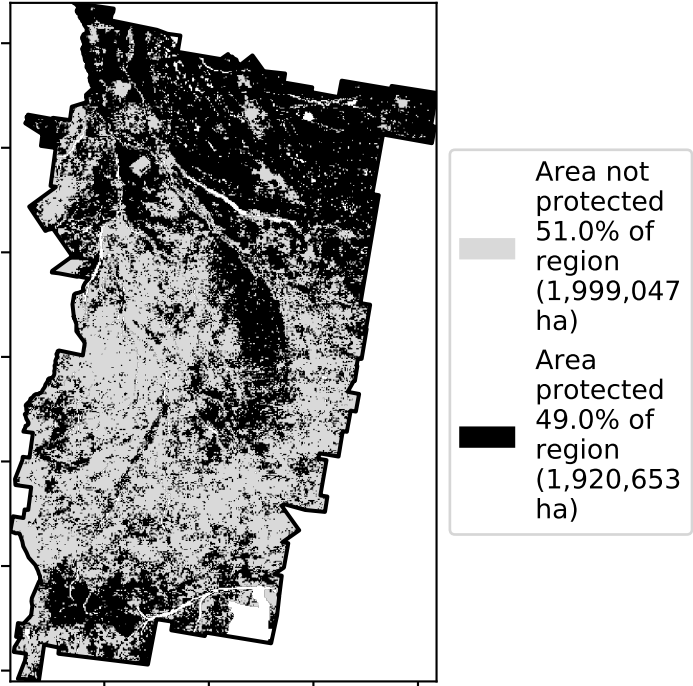 Area not
protected
51.0% of
region
(1,999,047
ha)
Area
protected
49.0% of
region
(1,920,653
ha)